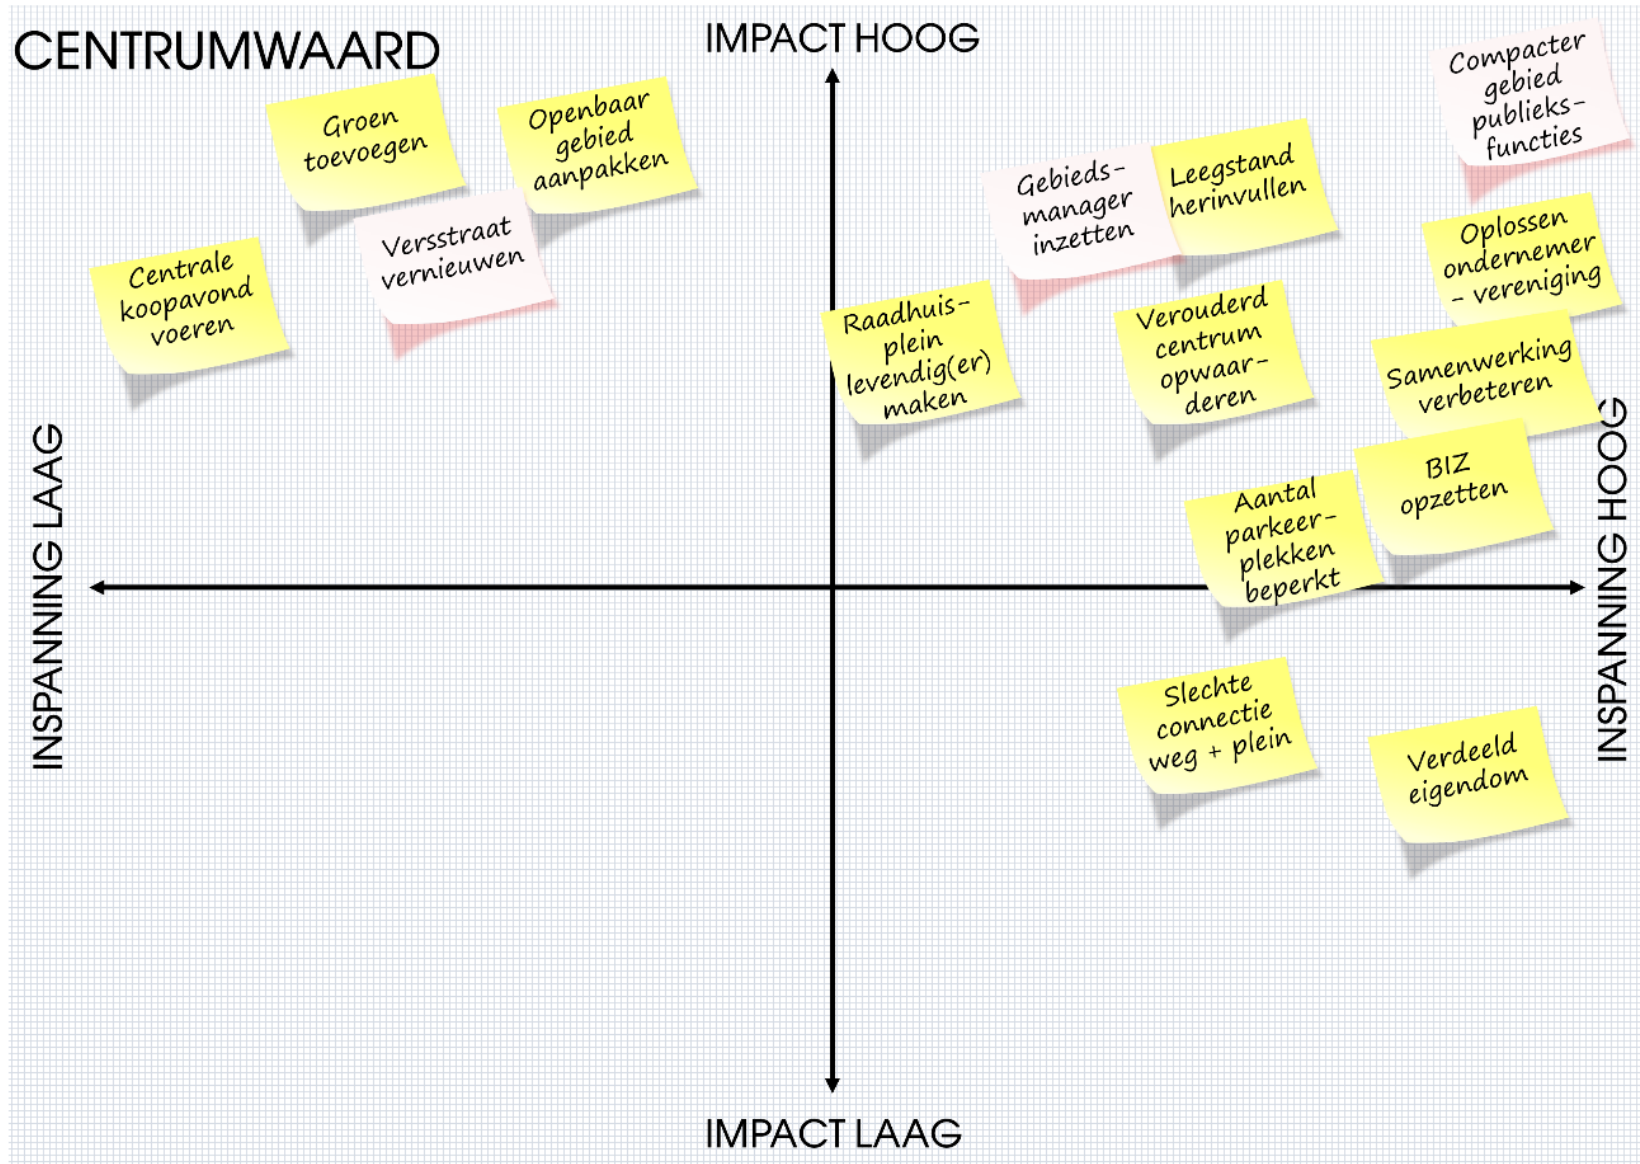 CENTRUMWAARD
IMPACT HOOG
Groen
toevoegen
Openbaar
gebied
aanpakken
Versstraat
vernieuwen
Centrale
koopavond
voeren
Compacter
gebied
publieks-
functies
Gebieds-
manager
inzetten
Leegstand
herinvullen
Oplossen
ondernemer
- vereniging
Raadhuis-
plein
levendig(er)
maken
Verouderd
centrum
opwaar-
deren
Samenwerking
verbeteren
BIZ
opzetten
Aantal
parkeer-
plekken
beperkt
INSPANNING LAAG
INSPANNING HOOG
Slechte
connectie
weg + plein
Verdeeld
eigendom
IMPACT LAAG